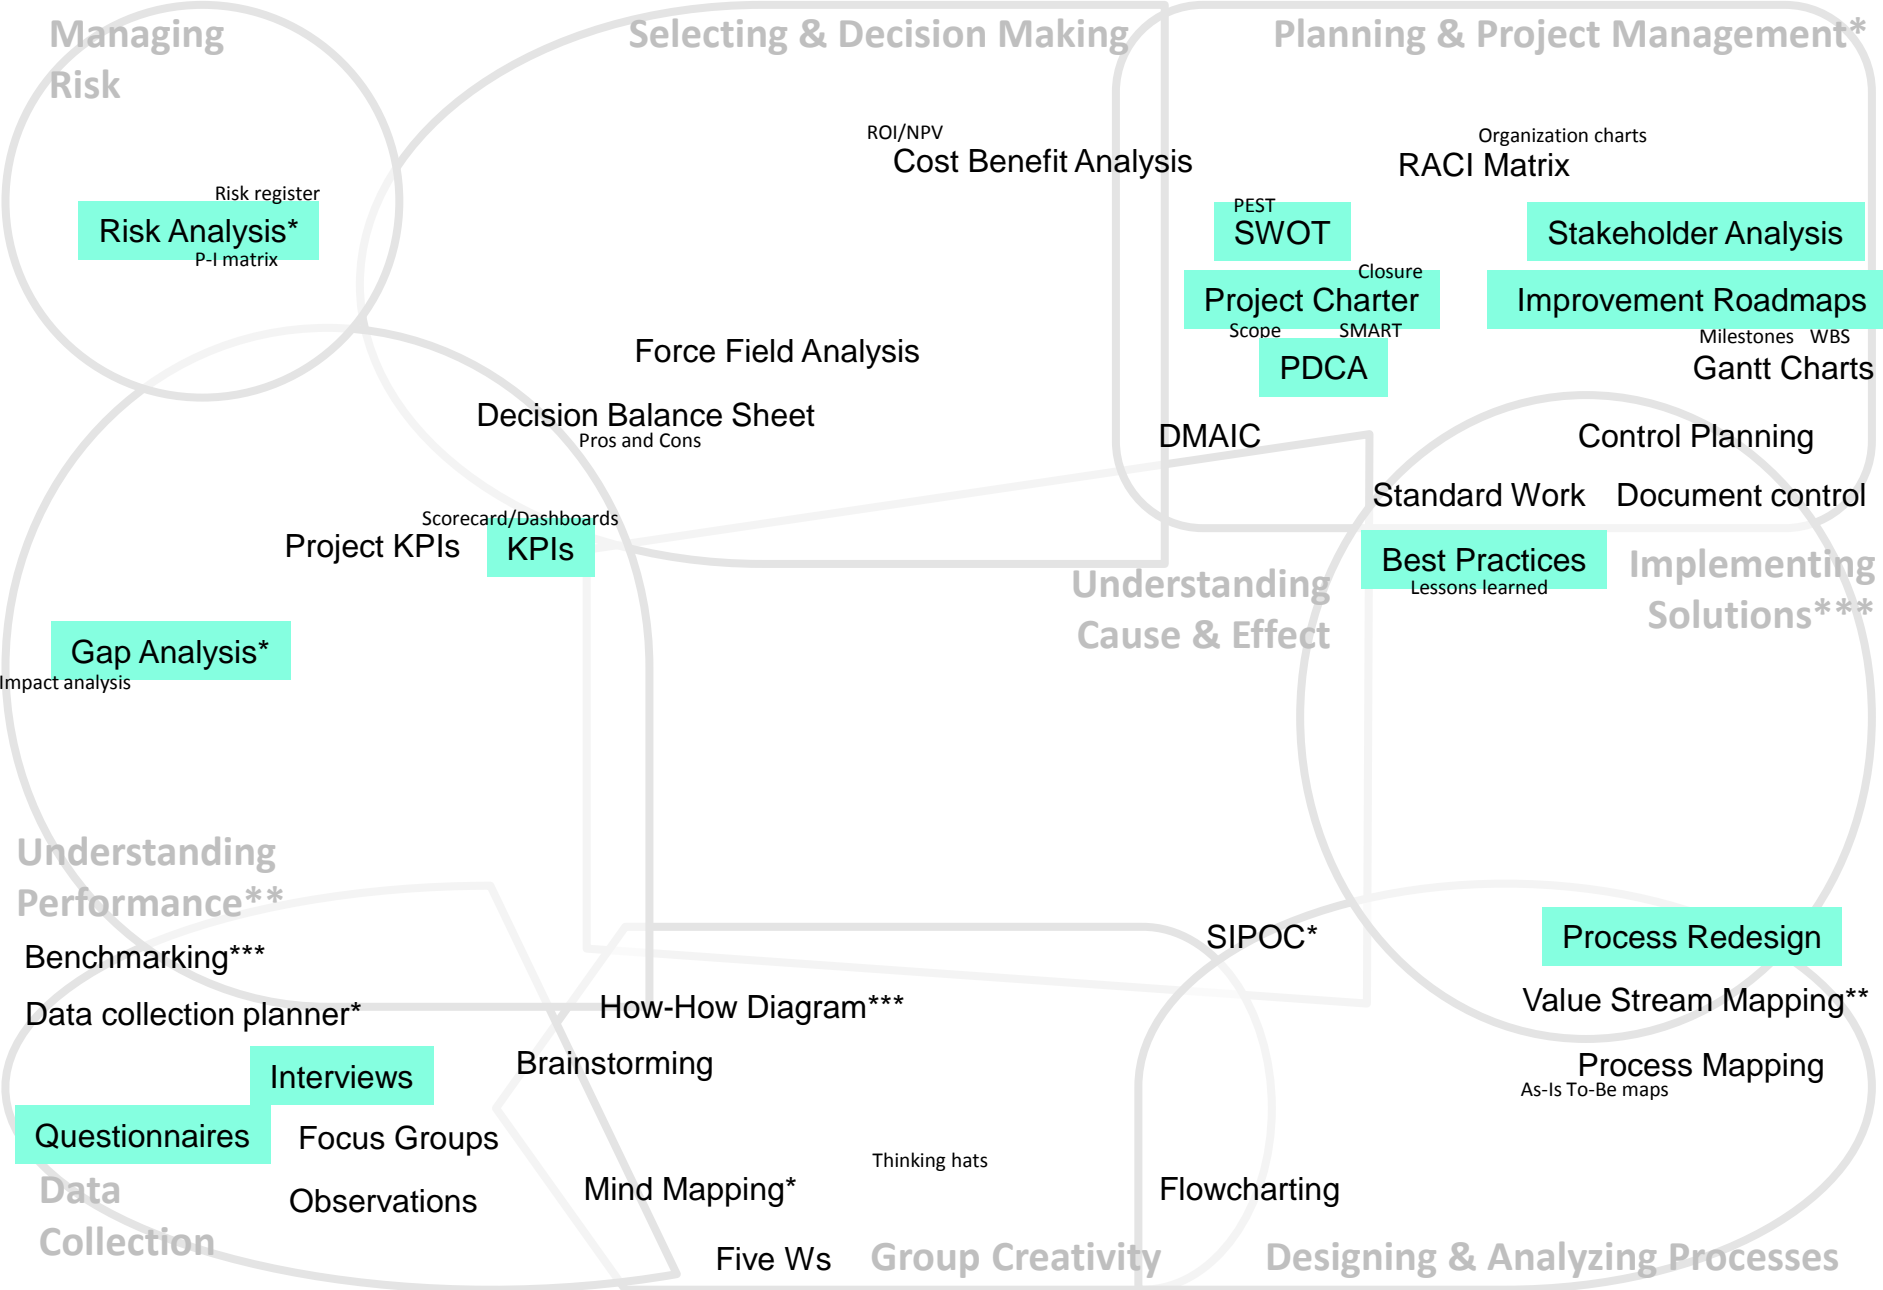 Managing
Risk
Selecting & Decision Making
Planning & Project Management*
ROI/NPV
Cost Benefit Analysis
Organization charts
RACI Matrix
Risk register
Risk Analysis*
P-I matrix
PEST
SWOT
Stakeholder Analysis
Closure
Project Charter
Scope
SMART
Improvement Roadmaps
Milestones
WBS
Force Field Analysis
PDCA
Gantt Charts
Decision Balance Sheet
Pros and Cons
DMAIC
Control Planning
Standard Work
Document control
Scorecard/Dashboards
Project KPIs
KPIs
Best Practices
Lessons learned
Understanding
Cause & Effect
Implementing
Solutions***
Gap Analysis*
Impact analysis
Understanding
Performance**
Benchmarking***
SIPOC*
Process Redesign
Data collection planner*
How-How Diagram***
Value Stream Mapping**
Interviews
Brainstorming
Process Mapping
As-Is To-Be maps
Questionnaires
Focus Groups
Thinking hats
Data
Collection
Observations
Mind Mapping*
Flowcharting
Five Ws
Group Creativity
Designing & Analyzing Processes